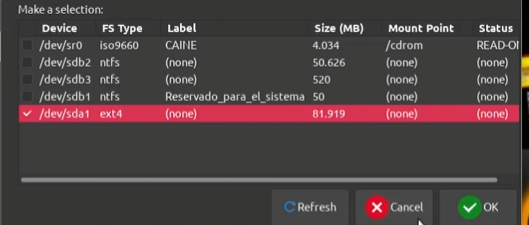 Make a selection:
Device FS Type Label Size (MB) Mount Point Status
/dev/sr0 iso9660 CAINE 4.034 /cdrom
/dev/sdb2 ntfs (none) 50.626 (none) (none)
/dev/sdb3 ntfs (none) 520 (none) (none)
/dev/sdb1 ntfs Reservado_para_el_sistema 50 (none) (none)
/dev/sda1 ext4 (none) 81.919 (none) (none)
Refresh Cancel OK